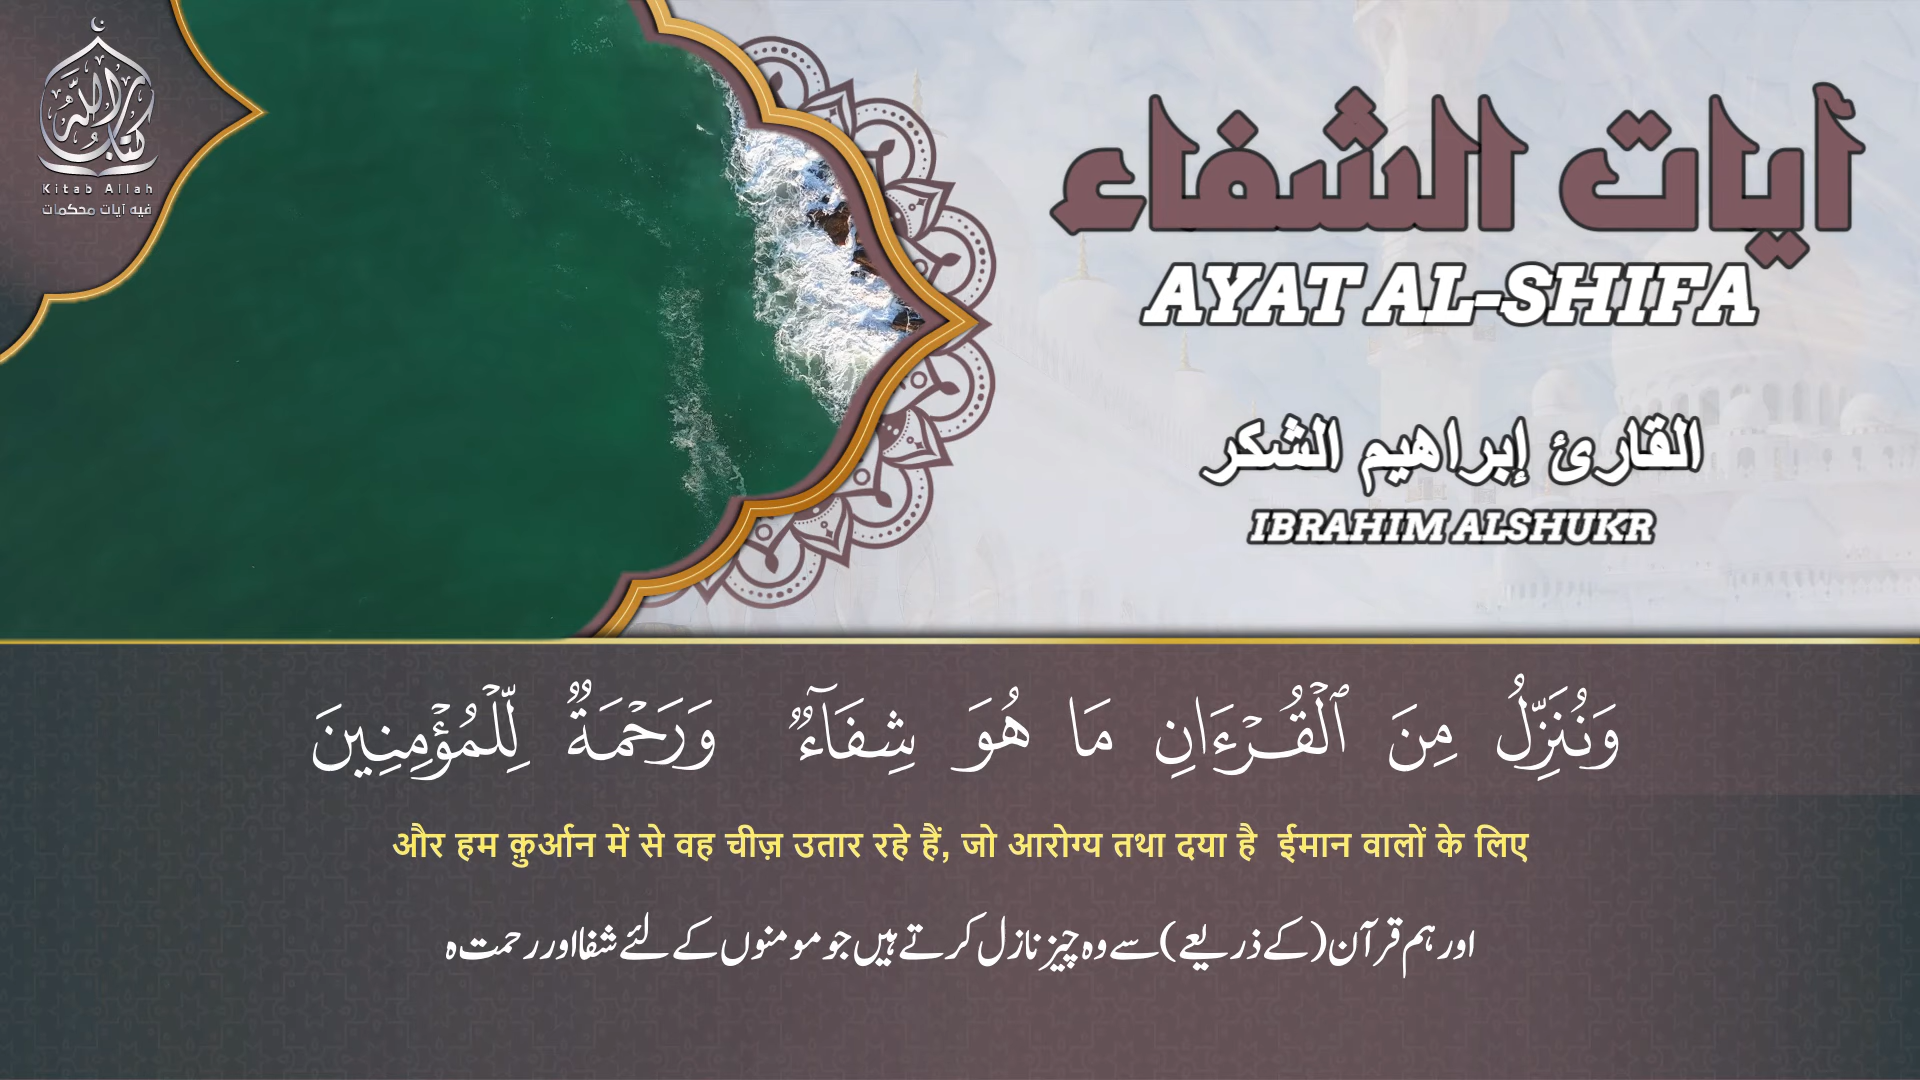 كتاب الله
Kitab Allah
فيه آيات محكمات
آيات الشفاء
AYAT AL-SHIFA
القارئ إبراهيم الشكر
IBRAHIM ALSHUKR
وَنُنَزِّلُ مِنَ ٱلْقُرْءَانِ مَا هُوَ شِفَآءٌۭ وَرَحْمَةٌۭ لِّلْمُؤْمِنِينَ
और हम क़ुर्आन में से वह चीज़ उतार रहे हैं, जो आरोग्य तथा दया है ईमान वालों के लिए
اور ہم قرآن (کے ذریعے) سے وہ چیز نازل کرتے ہیں جو مومنوں کے لئے شفا اور رحمت ہ